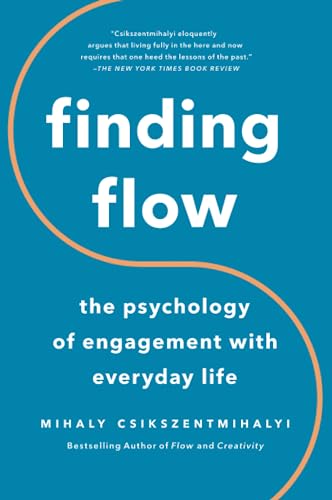 "Csikszentmihalyi eloquently
argues that living fully in the here and now
requires that one heed the lessons of the past."
–THE NEW YORK TIMES BOOK REVIEW
finding
flow
the psychology
of engagement with
everyday life
MIHALY CSIKSZENTMIHALYI
Bestselling Author of Flow and Creativity